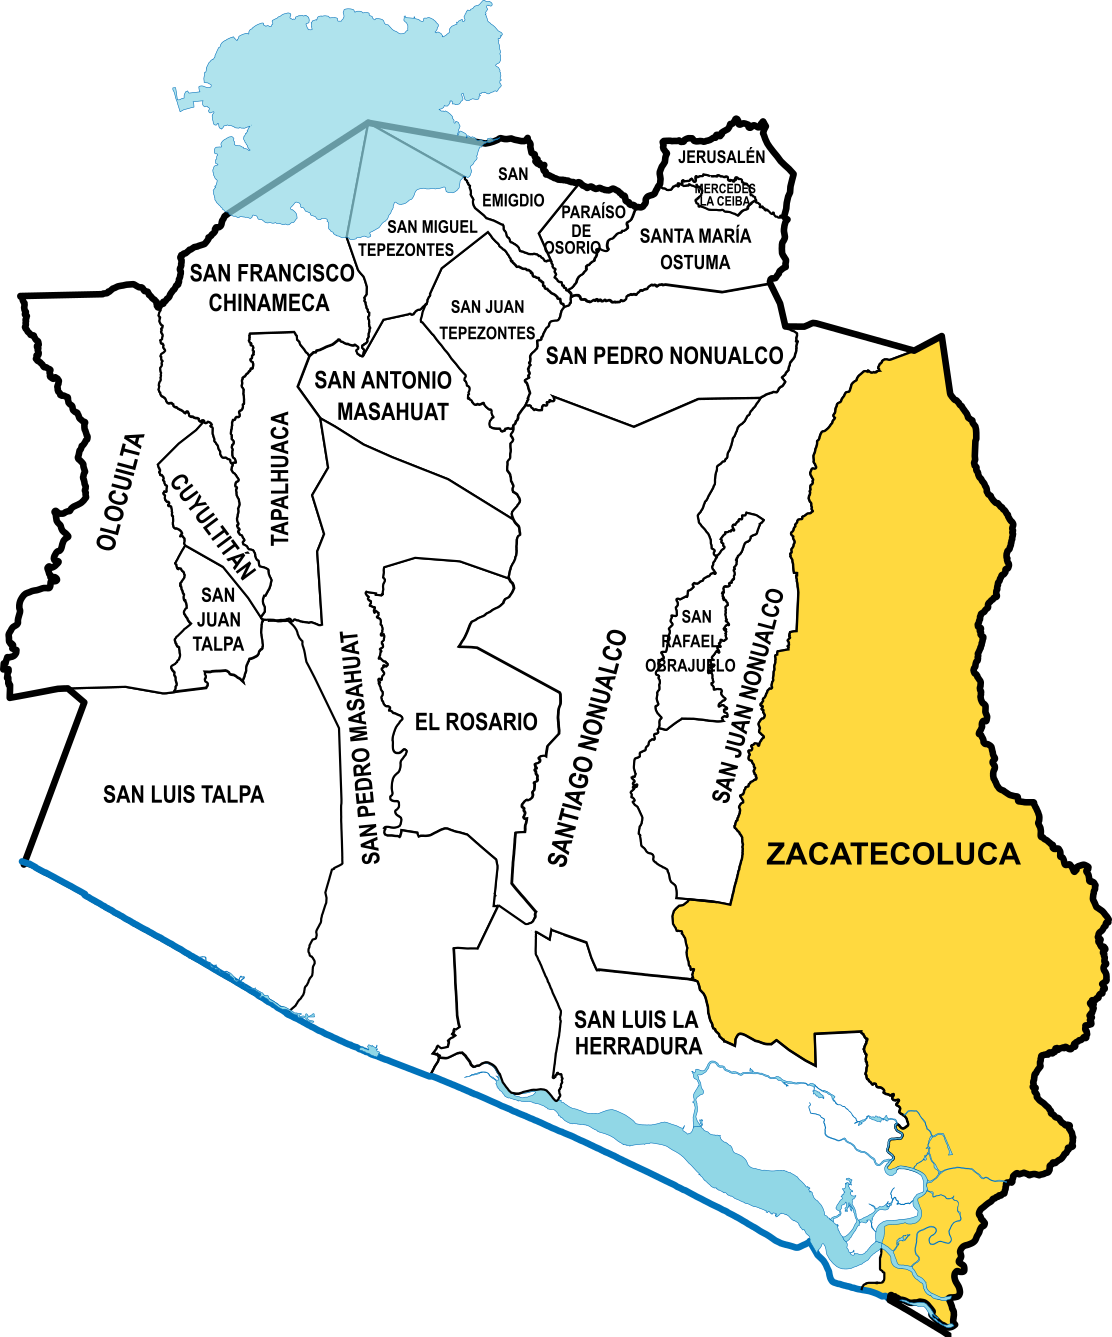 JERUSALÉN
MERCEDES
LA CEIBA
SAN
EMIGDIO
PARAÍSO
DE
OSORIO
SAN MIGUEL
TEPEZONTES
SANTA MARÍA
OSTUMA
SAN FRANCISCO
CHINAMECA
SAN JUAN
TEPEZONTES
SAN PEDRO NONUALCO
SAN ANTONIO
MASAHUAT
OLOCUILTA
CUYULTITÁN
TAPALHUACA
SAN
JUAN
TALPA
SAN
RAFAEL
OBRAJUELO
SAN JUAN NONUALCO
SAN PEDRO MASAHUAT
EL ROSARIO
SANTIAGO NONUALCO
SAN LUIS TALPA
ZACATECOLUCA
SAN LUIS LA
HERRADURA